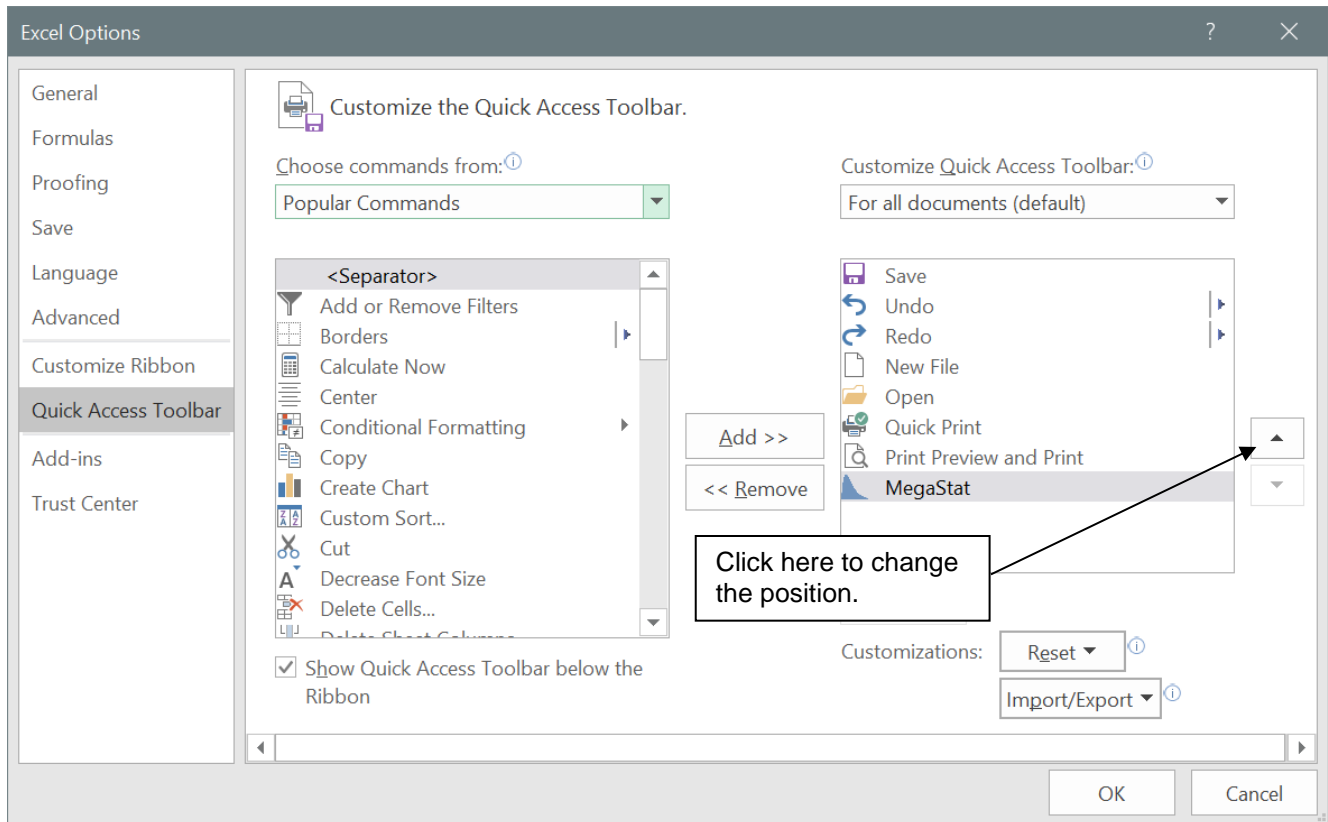 Excel Options
?
General
Formulas
Proofing
Save
Language
Advanced
Customize Ribbon
Quick Access Toolbar
Add-ins
Trust Center
Customize the Quick Access Toolbar.
Choose commands from:
Popular Commands
<Separator>
Add or Remove Filters
Borders
Calculate Now
Center
Conditional Formatting
Copy
Create Chart
Custom Sort...
Cut
Decrease Font Size
Delete Cells...
Delete Sheet Columns
Show Quick Access Toolbar below the
Ribbon
Add >>
<< Remove
Customize Quick Access Toolbar:
For all documents (default)
Save
Undo
Redo
New File
Open
Quick Print
Print Preview and Print
MegaStat
Click here to change
the position.
Customizations:
Reset
Import/Export
OK
Cancel